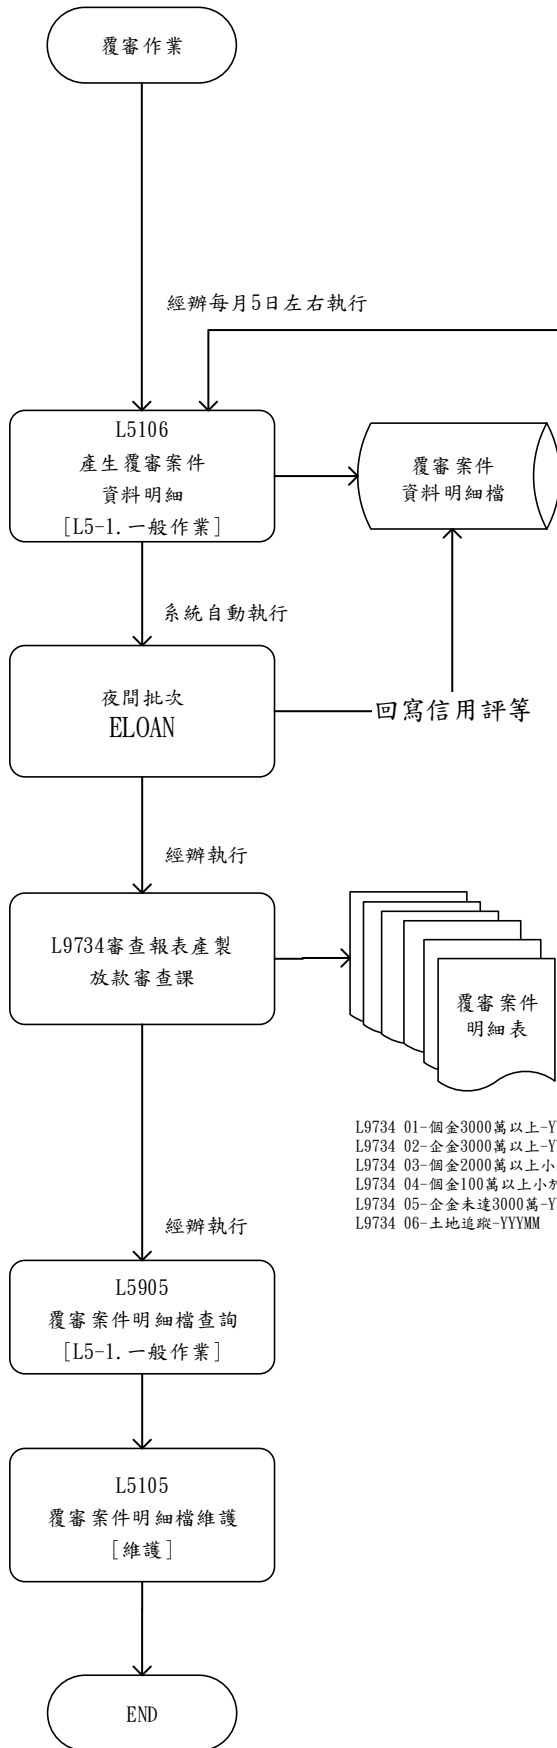 覆審作業
經辦每月5日左右執行
L5106
產生覆審案件
資料明細
[L5-1.一般作業]
覆審案件
資料明細檔
系統自動執行
夜間批次
ELOAN
回寫信用評等
經辦執行
L9734審查報表產製
放款審查課
覆審案件
明細表
L9734 01-個金3000萬以上-Y
L9734 02-企金3000萬以上-Y
L9734 03-個金2000萬以上小
L9734 04-個金100萬以上小於
L9734 05-企金未達3000萬-Y
L9734 06-土地追蹤-YYYMM
經辦執行
L5905
覆審案件明細檔查詢
[L5-1.一般作業]
L5105
覆審案件明細檔維護
[維護]
END